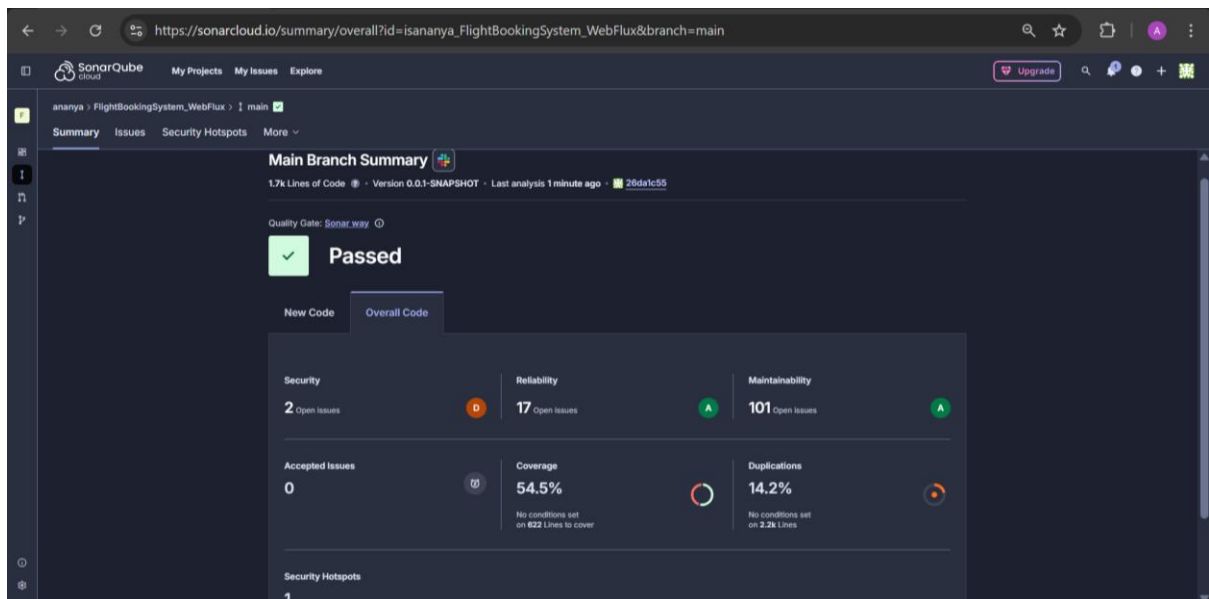 https://sonarcloud.io/summary/overall?id=isananya_FlightBookingSystem_WebFlux&branch=main
A
SonarQube cloud My Projects My Issues Explore Upgrade
F
ananya > FlightBookingSystem_WebFlux > main
Summary Issues Security Hotspots More
Main Branch Summary
1.7k Lines of Code · Version 0.0.1-SNAPSHOT · Last analysis 1 minute ago · 26da1c55
Quality Gate: Sonar way
Passed
New Code Overall Code
Security Reliability Maintainability
2 Open issues D 17 Open issues A 101 Open issues A
Accepted Issues Coverage Duplications
0 54.5% 14.2%
No conditions set No conditions set
on 622 Lines to cover on 2.2k Lines
Security Hotspots
1